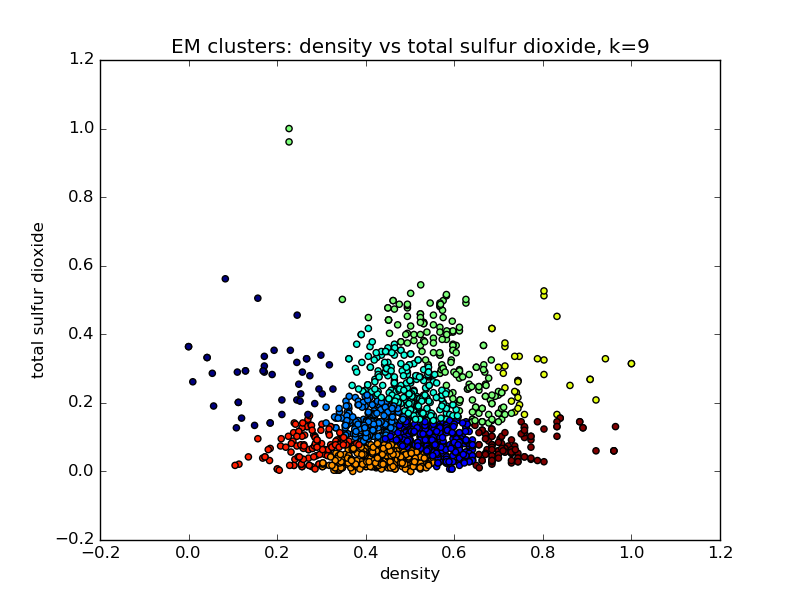 EM clusters: density vs total sulfur dioxide, k=9
1.2
1.0
0.8
0.6
0.4
0.2
0.0
−0.2
total sulfur dioxide
−0.2 0.0 0.2 0.4 0.6 0.8 1.0 1.2
density